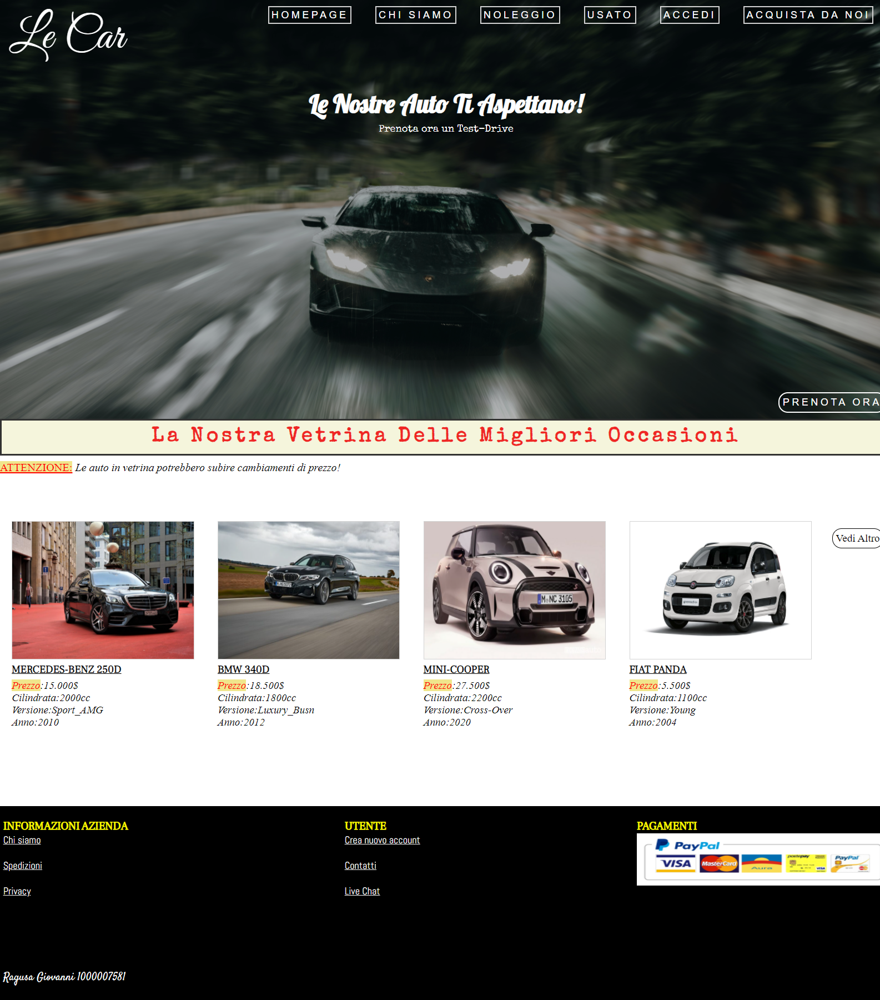 Le Car
HOMEPAGE
CHI SIAMO
NOLEGGIO
USATO
ACCEDI
ACQUISTA DA NOI
Le Nostre Auto Ti Aspettano!
Prenota ora un Test-Drive
PRENOTA ORA
La Nostra Vetrina Delle Migliori Occasioni
ATTENZIONE: Le auto in vetrina potrebbero subire cambiamenti di prezzo!
Vedi Altro
M NC 3105
panda
MERCEDES-BENZ 250D
Prezzo:15.000$
Cilindrata:2000cc
Versione:Sport_AMG
Anno:2010
BMW 340D
Prezzo:18.500$
Cilindrata:1800cc
Versione:Luxury_Busn
Anno:2012
MINI-COOPER
Prezzo:27.500$
Cilindrata:2200cc
Versione:Cross-Over
Anno:2020
FIAT PANDA
Prezzo:5.500$
Cilindrata:1100cc
Versione:Young
Anno:2004
INFORMAZIONI AZIENDA
Chi siamo
Spedizioni
Privacy
UTENTE
Crea nuovo account
Contatti
Live Chat
PAGAMENTI
PayPal
VISA
MasterCard
Aura
postepay
VISA
PayPal
Ragusa Giovanni 1000007581